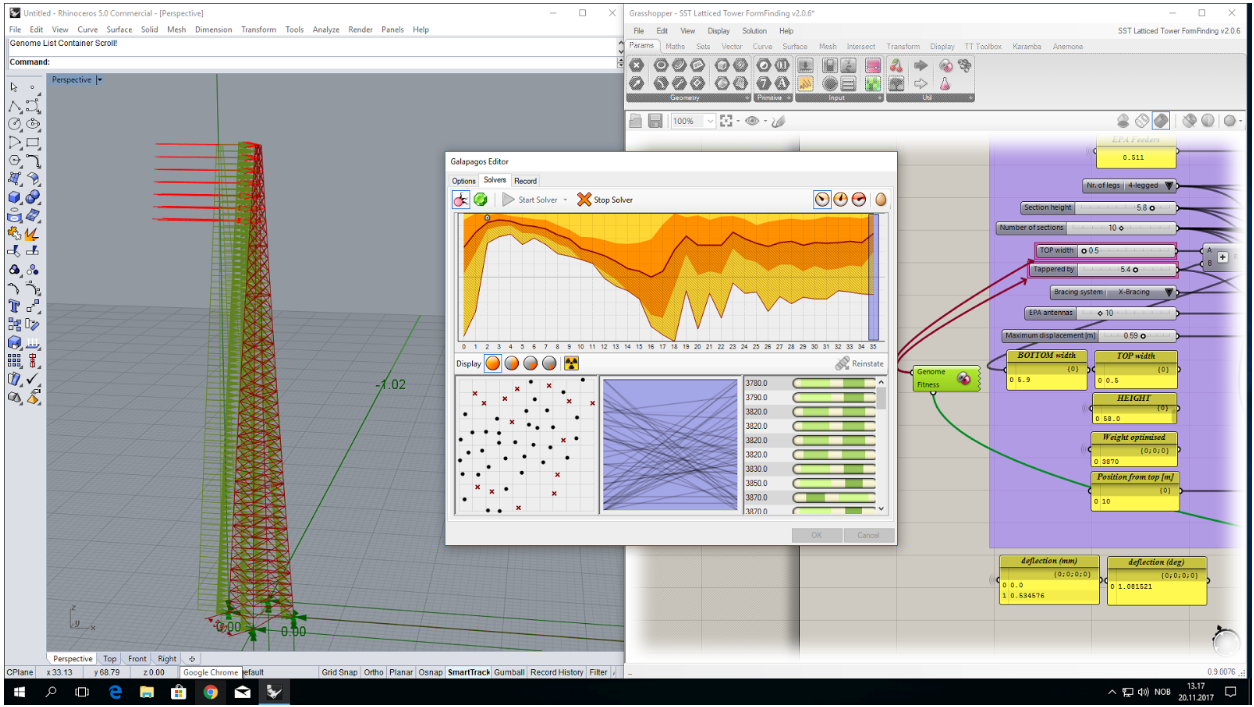 Untitled - Rhinoceros 5.0 Commercial - [Perspective]
File Edit View Curve Surface Solid Mesh Dimension Transform Tools Analyze Render Panels Help
Genome List Container Scroll!
Command:
Perspective
-1.02
0.00
0.00
z
y
x
Perspective Top Front Right
CPlane x 33.13 y 68.79 z 0.00 Google Chrome efault Grid Snap Ortho Planar Osnap SmartTrack Gumball Record History Filter
Grasshopper - SST Latticed Tower FormFinding v2.0.6*
File Edit View Display Solution Help SST Latticed Tower FormFinding v2.0.6
Params Maths Sets Vector Curve Surface Mesh Intersect Transform Display TT Toolbox Karamba Anemone
Geometry Primitive Input Util
100%
EPA Feeders
0.511
Nr. of legs 4-legged
Section height 5.8
Number of sections 10
TOP width 0.5
A
B
Tappered by 5.4
Bracing system X-Bracing
EPA antennas 10
Maximum displacement [m] 0.59
BOTTOM width
{0}
0 5.9
TOP width
{0}
0 0.5
Genome
Fitness
HEIGHT
{0}
0 58.0
Weight optimised
{0;0;0}
0 3870
Position from top [m]
{0}
0 10
deflection (mm)
{0;0;0;0}
0 0.0
1 0.534576
deflection (deg)
{0;0;0;0}
0 1.081521
0.9.0076
Galapagos Editor
Options Solvers Record
Start Solver Stop Solver
0 1 2 3 4 5 6 7 8 9 10 11 12 13 14 15 16 17 18 19 20 21 22 23 24 25 26 27 28 29 30 31 32 33 34 35
Display Reinstate
3780.0
3790.0
3820.0
3820.0
3820.0
3820.0
3830.0
3850.0
3870.0
3870.0
OK Cancel
NOB
13.17
20.11.2017